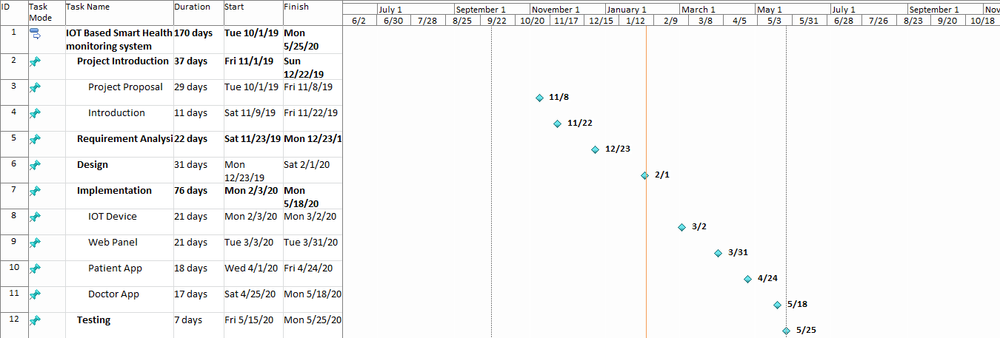 ID Task Mode Task Name Duration Start Finish
July 1 September 1 November 1 January 1 March 1 May 1 July 1 September 1 Nov
6/2 6/30 7/28 8/25 9/22 10/20 11/17 12/15 1/12 2/9 3/8 4/5 5/3 5/31 6/28 7/26 8/23 9/20 10/18
1 IOT Based Smart Health 170 days Tue 10/1/19 Mon
monitoring system 5/25/20
2 Project Introduction 37 days Fri 11/1/19 Sun
12/22/19
3 Project Proposal 29 days Tue 10/1/19 Fri 11/8/19
11/8
4 Introduction 11 days Sat 11/9/19 Fri 11/22/19
11/22
5 Requirement Analysi 22 days Sat 11/23/19 Mon 12/23/1
12/23
6 Design 31 days Mon Sat 2/1/20
12/23/19 2/1
7 Implementation 76 days Mon 2/3/20 Mon
5/18/20
8 IOT Device 21 days Mon 2/3/20 Mon 3/2/20
3/2
9 Web Panel 21 days Tue 3/3/20 Tue 3/31/20
3/31
10 Patient App 18 days Wed 4/1/20 Fri 4/24/20
4/24
11 Doctor App 17 days Sat 4/25/20 Mon 5/18/20
5/18
12 Testing 7 days Fri 5/15/20 Mon 5/25/20
5/25